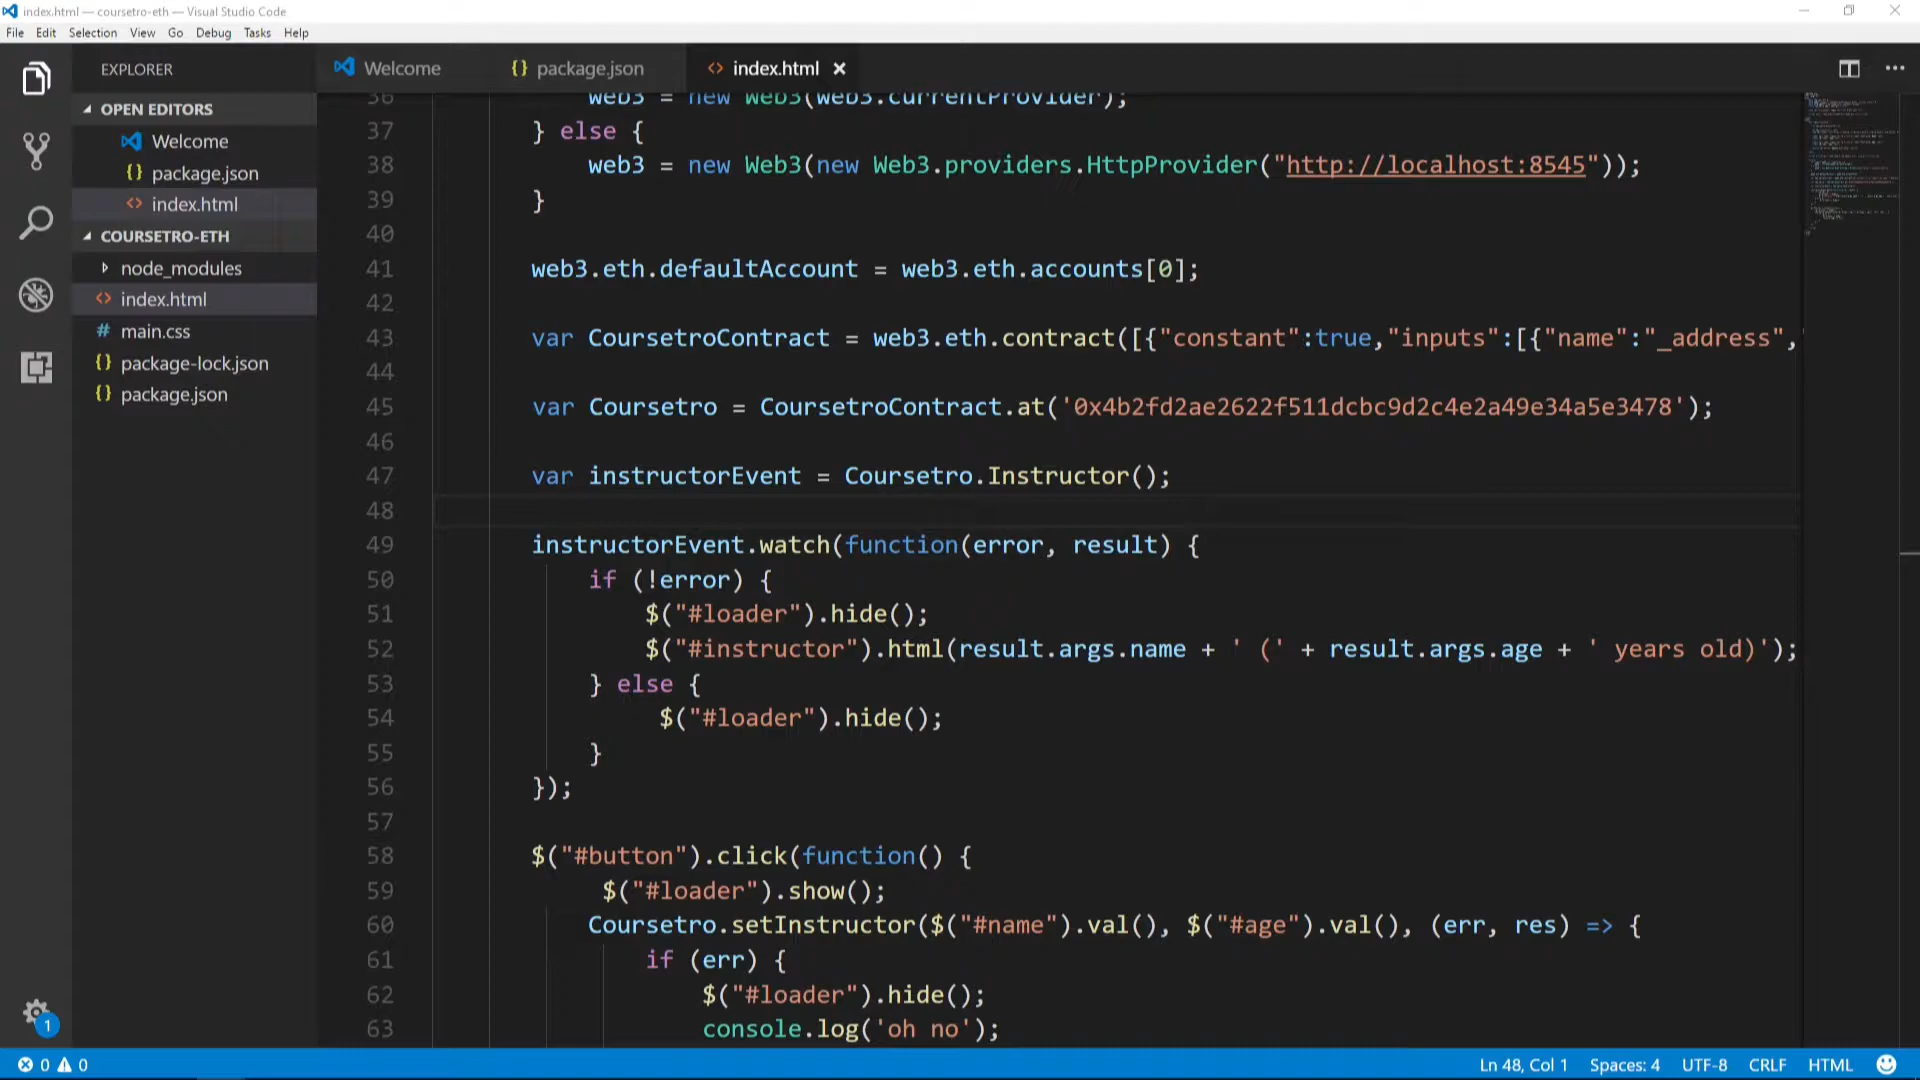 index.html — coursetro-eth — Visual Studio Code
File Edit Selection View Go Debug Tasks Help
EXPLORER
OPEN EDITORS
Welcome
package.json
index.html
COURSETRO-ETH
node_modules
index.html
main.css
package-lock.json
package.json
1
Welcome
package.json
index.html
36 web3 = new Web3(web3.currentProvider);
37 } else {
38 web3 = new Web3(new Web3.providers.HttpProvider("http://localhost:8545"));
39 }
40
41 web3.eth.defaultAccount = web3.eth.accounts[0];
42
43 var CoursetroContract = web3.eth.contract([{"constant":true,"inputs":[{"name":"_address",
44
45 var Coursetro = CoursetroContract.at('0x4b2fd2ae2622f511dcbc9d2c4e2a49e34a5e3478');
46
47 var instructorEvent = Coursetro.Instructor();
48
49 instructorEvent.watch(function(error, result) {
50 if (!error) {
51 $("#loader").hide();
52 $("#instructor").html(result.args.name + ' (' + result.args.age + ' years old)');
53 } else {
54 $("#loader").hide();
55 }
56 });
57
58 $("#button").click(function() {
59 $("#loader").show();
60 Coursetro.setInstructor($("#name").val(), $("#age").val(), (err, res) => {
61 if (err) {
62 $("#loader").hide();
63 console.log('oh no');
0 0
Ln 48, Col 1 Spaces: 4 UTF-8 CRLF HTML